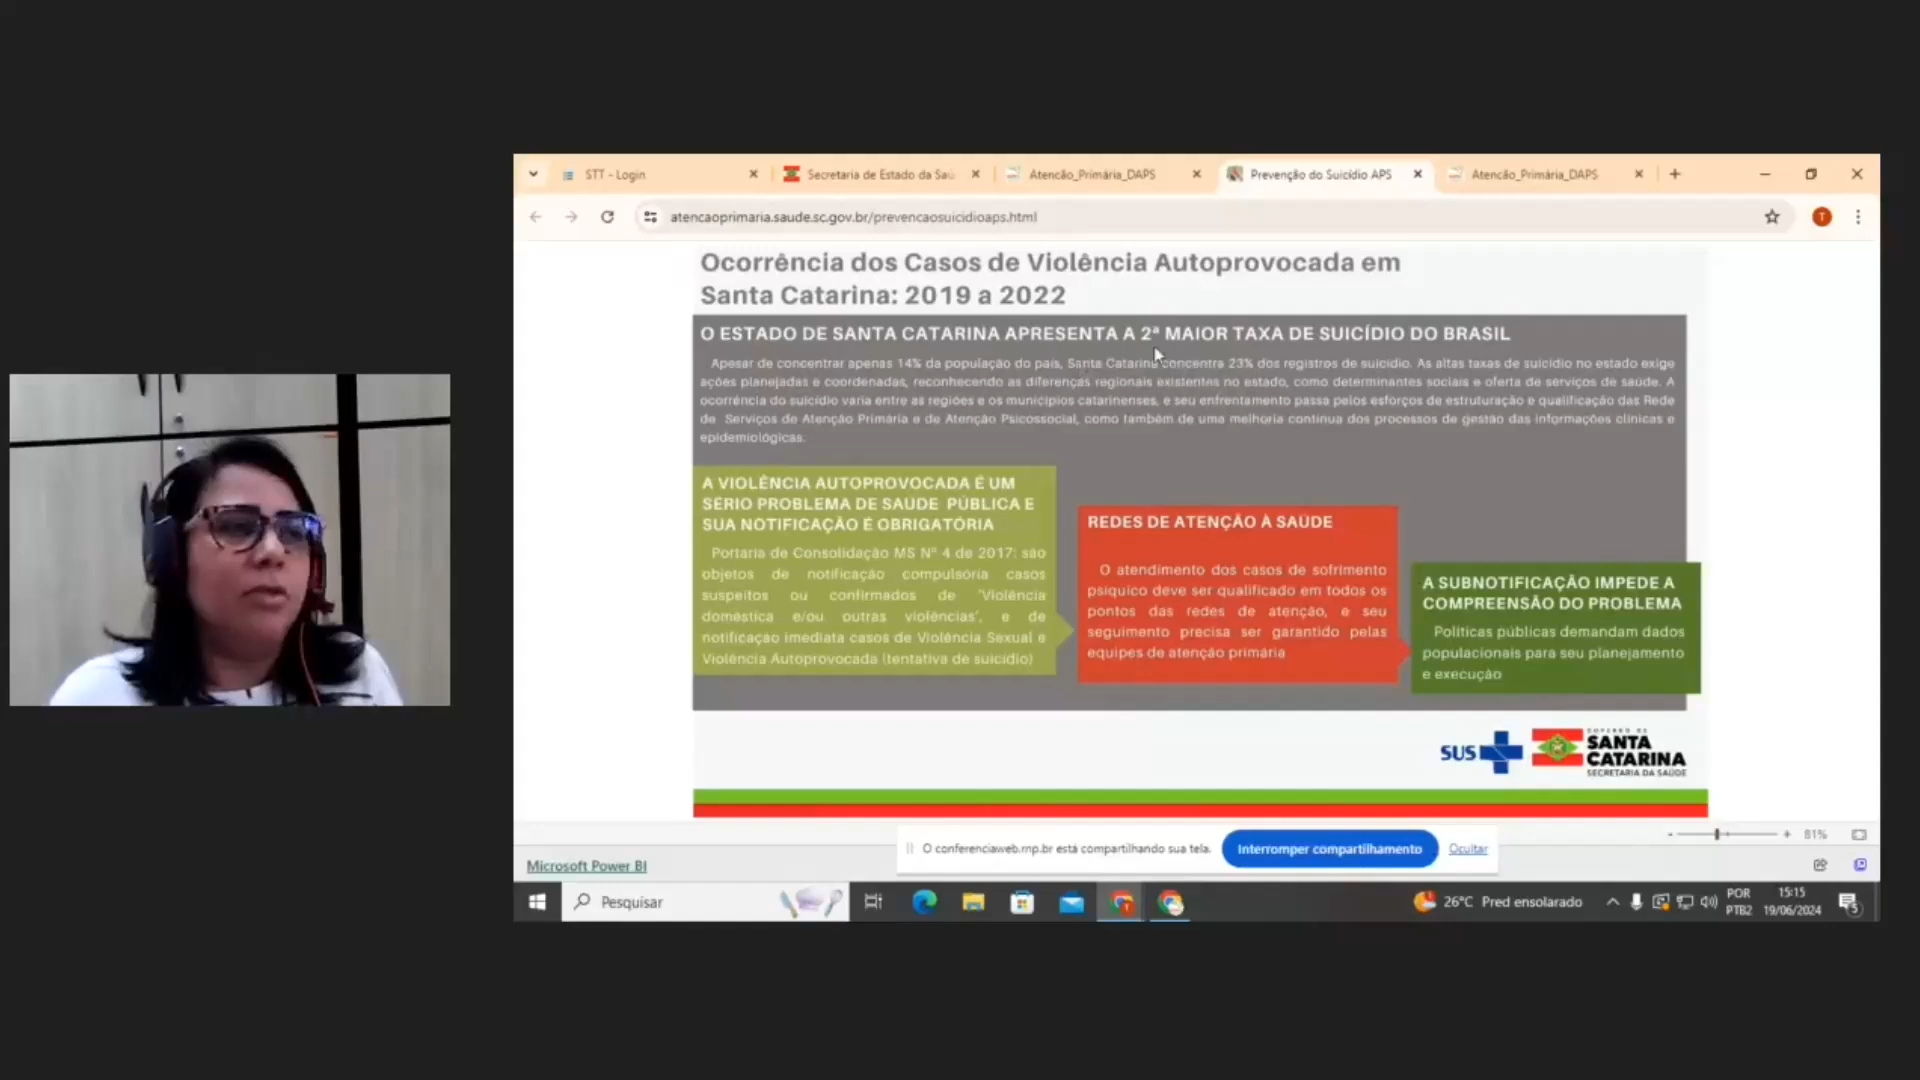 STT - Login
Secretaria de Estado da Saú
Atencão_Primária_DAPS
Prevenção do Suicídio APS
Atencão_Primária_DAPS
atencaoprimaria.saude.sc.gov.br/prevencaosuicidioaps.html
T
Ocorrência dos Casos de Violência Autoprovocada em
Santa Catarina: 2019 a 2022
O ESTADO DE SANTA CATARINA APRESENTA A 2ª MAIOR TAXA DE SUICÍDIO DO BRASIL
Apesar de concentrar apenas 14% da população do país, Santa Catarina concentra 23% dos registros de suicídio. As altas taxas de suicídio no estado exige
ações planejadas e coordenadas, reconhecendo as diferenças regionais existentes no estado, como determinantes sociais e oferta de serviços de saúde. A
ocorrência do suicídio varia entre as regiões e os municípios catarinenses, e seu enfrentamento passa pelos esforços de estruturação e qualificação das Rede
de Serviços de Atenção Primária e de Atenção Psicossocial, como também de uma melhoria contínua dos processos de gestão das informações clínicas e
epidemiológicas.
A VIOLÊNCIA AUTOPROVOCADA É UM
SÉRIO PROBLEMA DE SAÚDE PÚBLICA E
SUA NOTIFICAÇÃO É OBRIGATÓRIA
Portaria de Consolidação MS Nº 4 de 2017: são
objetos de notificação compulsória casos
suspeitos ou confirmados de 'Violência
doméstica e/ou outras violências', e de
notificação imediata casos de Violência Sexual e
Violência Autoprovocada (tentativa de suicídio)
REDES DE ATENÇÃO À SAÚDE
O atendimento dos casos de sofrimento
psíquico deve ser qualificado em todos os
pontos das redes de atenção, e seu
seguimento precisa ser garantido pelas
equipes de atenção primária
A SUBNOTIFICAÇÃO IMPEDE A
COMPREENSÃO DO PROBLEMA
Políticas públicas demandam dados
populacionais para seu planejamento
e execução
SUS
GOVERNO DE
SANTA
CATARINA
SECRETARIA DA SAÚDE
- + 81%
O conferenciaweb.rnp.br está compartilhando sua tela.
Interromper compartilhamento
Ocultar
Microsoft Power BI
Pesquisar
26°C Pred ensolarado
POR
PTB2
15:15
19/06/2024
5